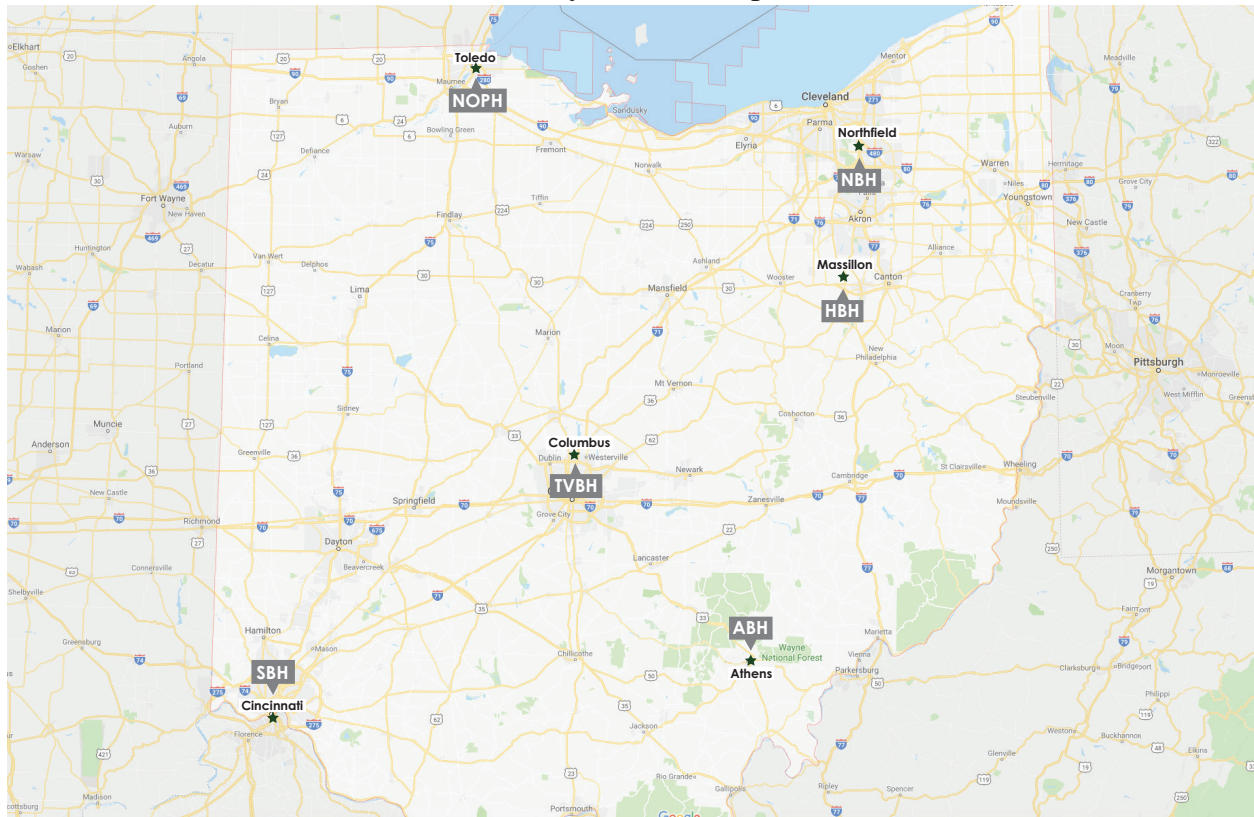 Elkhart
Goshen
Angola
Toledo
Maumee
NOPH
Bryan
Bowling Green
Defiance
Auburn
Warsaw
Fort Wayne
New Haven
Huntington
Wabash
Decatur
Van Wert
Delphos
Lima
Findlay
Tiffin
Fremont
Sandusky
Norwalk
Elyria
Mentor
Cleveland
Parma
Northfield
NBH
Akron
Warren
Niles
Youngstown
Meadville
Hermitage
Grove City
New Castle
Alliance
Massillon
Canton
HBH
Wooster
Ashland
Mansfield
Marion
Marion
Celina
Portland
Muncie
Anderson
Sidney
Greenville
New Castle
Richmond
Connersville
Shelbyville
Greensburg
Mt Vernon
Coshocton
New
Philadelphia
Cranberry
Twp
Moon
Pittsburgh
Monroeville
West Mifflin
Greensb
Steubenville
Columbus
Dublin
Westerville
TVBH
Grove City
Newark
Zanesville
Cambridge
St Clairsville
Wheeling
Moundsville
Springfield
Dayton
Beavercreek
Lancaster
Morgantown
Fairmont
Hamilton
Mason
SBH
Cincinnati
Florence
Chillicothe
ABH
Athens
Wayne
National Forest
Marietta
Vienna
Parkersburg
Clarksburg
Bridgeport
Philippi
Weston
Buckhannon
Elkins
Glenville
Jackson
Rio Grande
Gallipolis
Ripley
Spencer
Portsmouth
Madison
cottsburg
Google